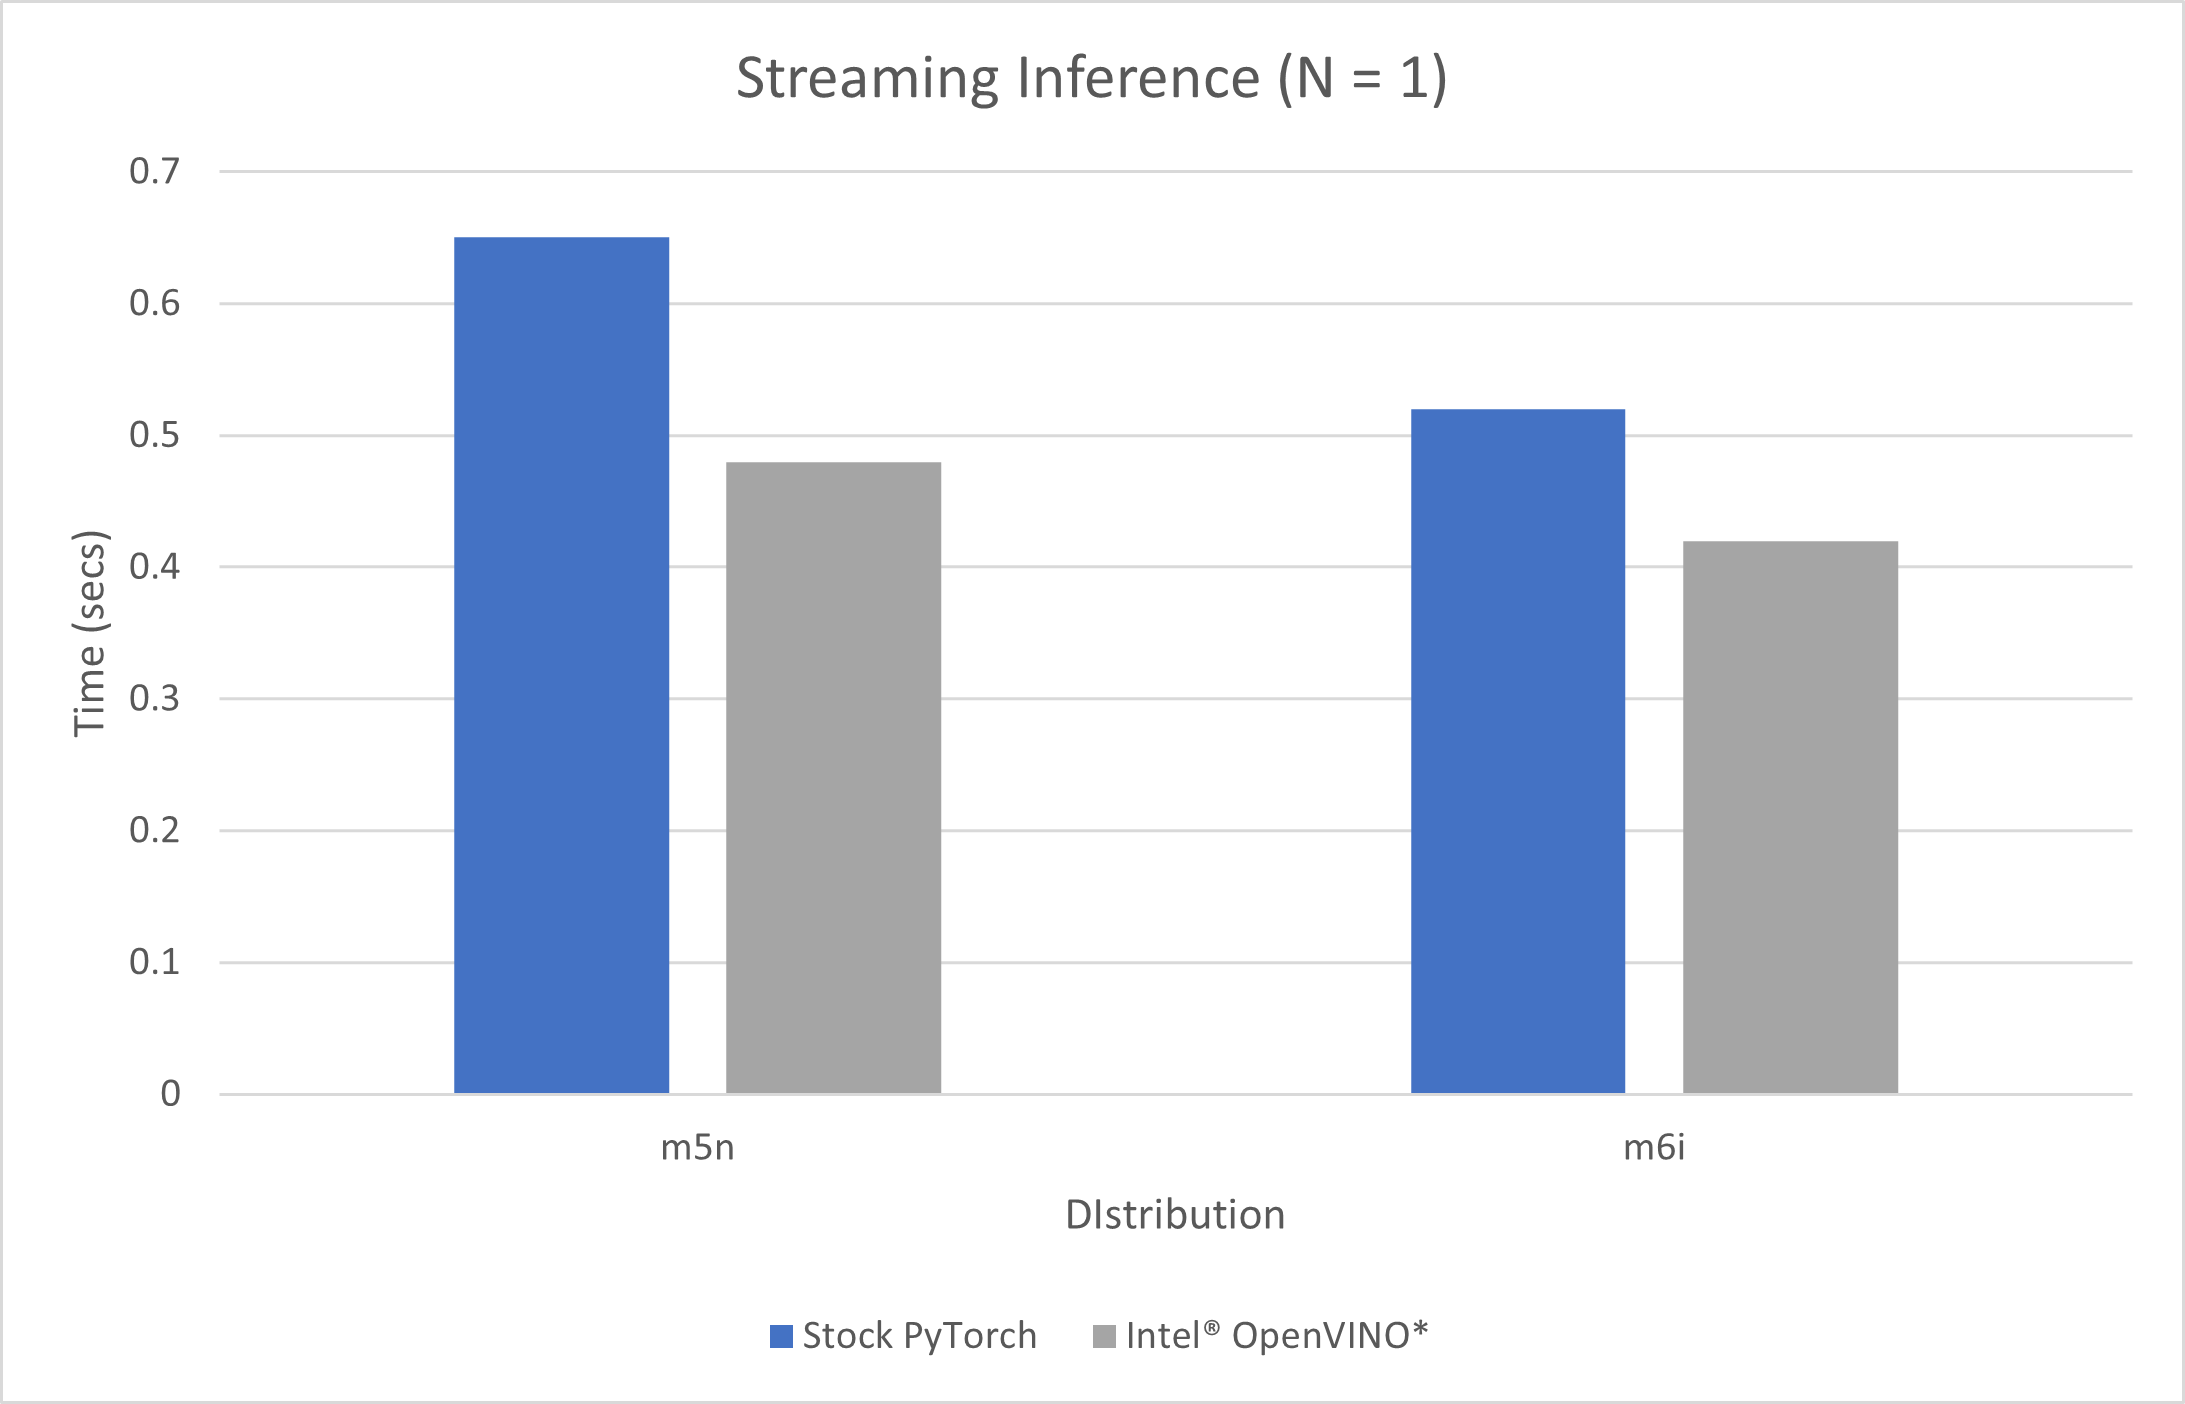 Streaming Inference (N = 1)
0.7
0.6
0.5
0.4
0.3
0.2
0.1
0
Time (secs)
m5n
m6i
DIstribution
Stock PyTorch
Intel® OpenVINO*